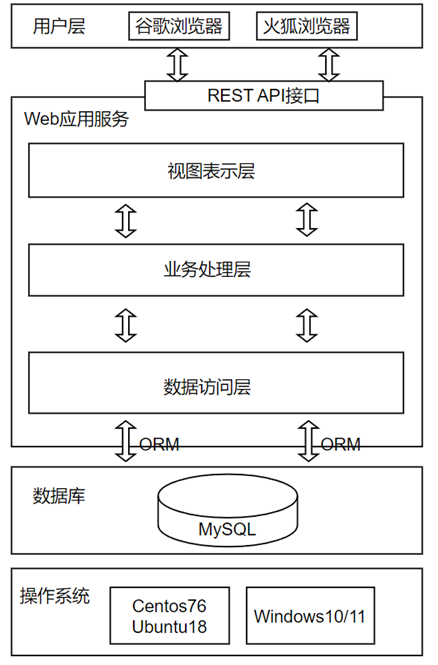 用户层
谷歌浏览器
火狐浏览器
REST API接口
Web应用服务
视图表示层
业务处理层
数据访问层
ORM
ORM
数据库
MySQL
操作系统
Centos76
Ubuntu18
Windows10/11